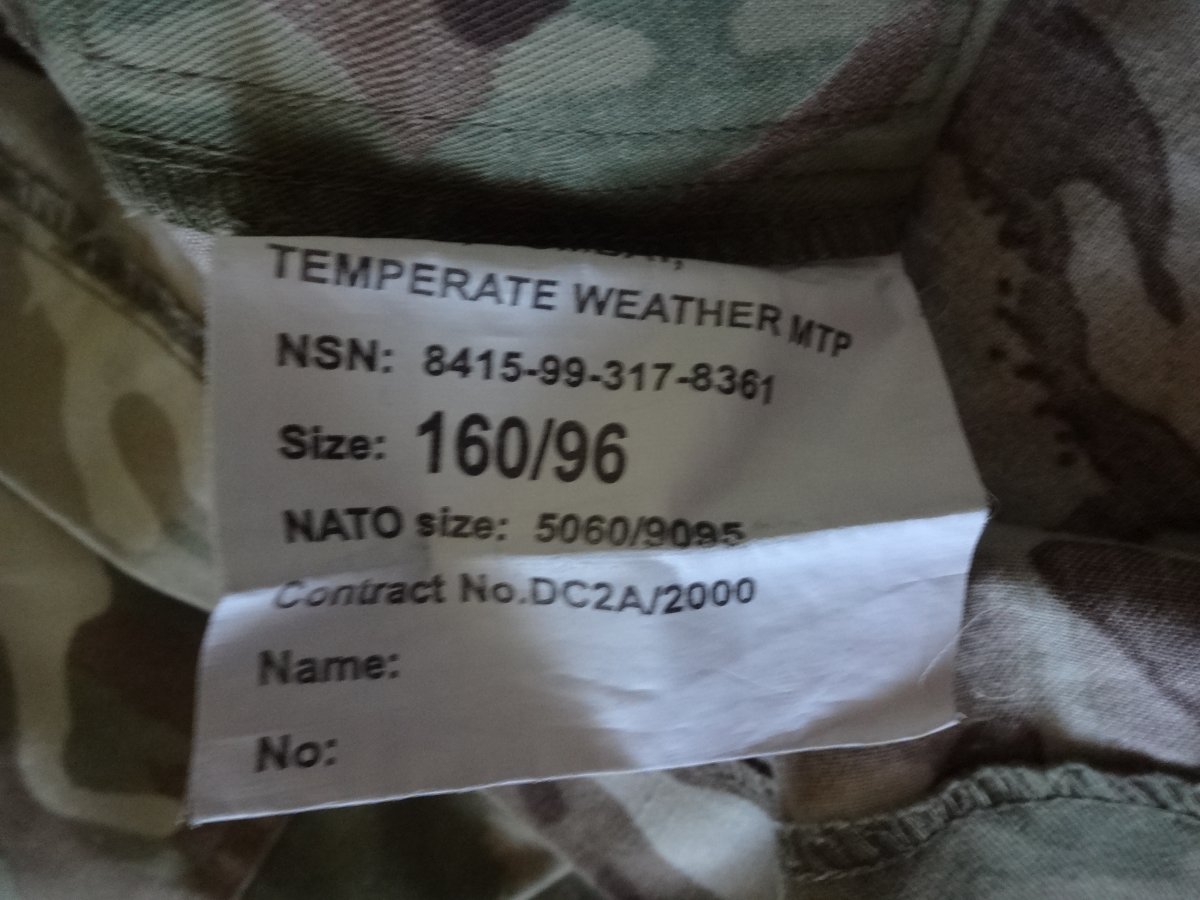 TEMPERATE WEATHER MTP
NSN: 8415-99-317-8361
Size: 160/96
NATO size: 5060/9095
Contract No.DC2A/2000
Name:
No: